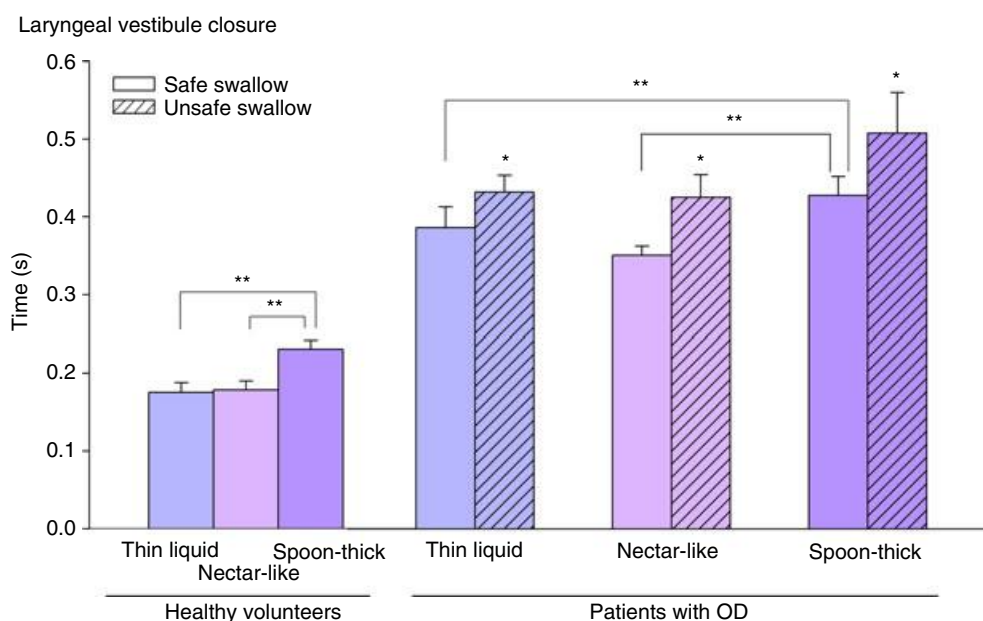 Laryngeal vestibule closure
0.6
0.5
0.4
0.3
0.2
0.1
0.0
Time (s)
Safe swallow
Unsafe swallow
**
**
**
*
**
*
*
Thin liquid
Nectar-like
Spoon-thick
Thin liquid
Nectar-like
Spoon-thick
Healthy volunteers
Patients with OD